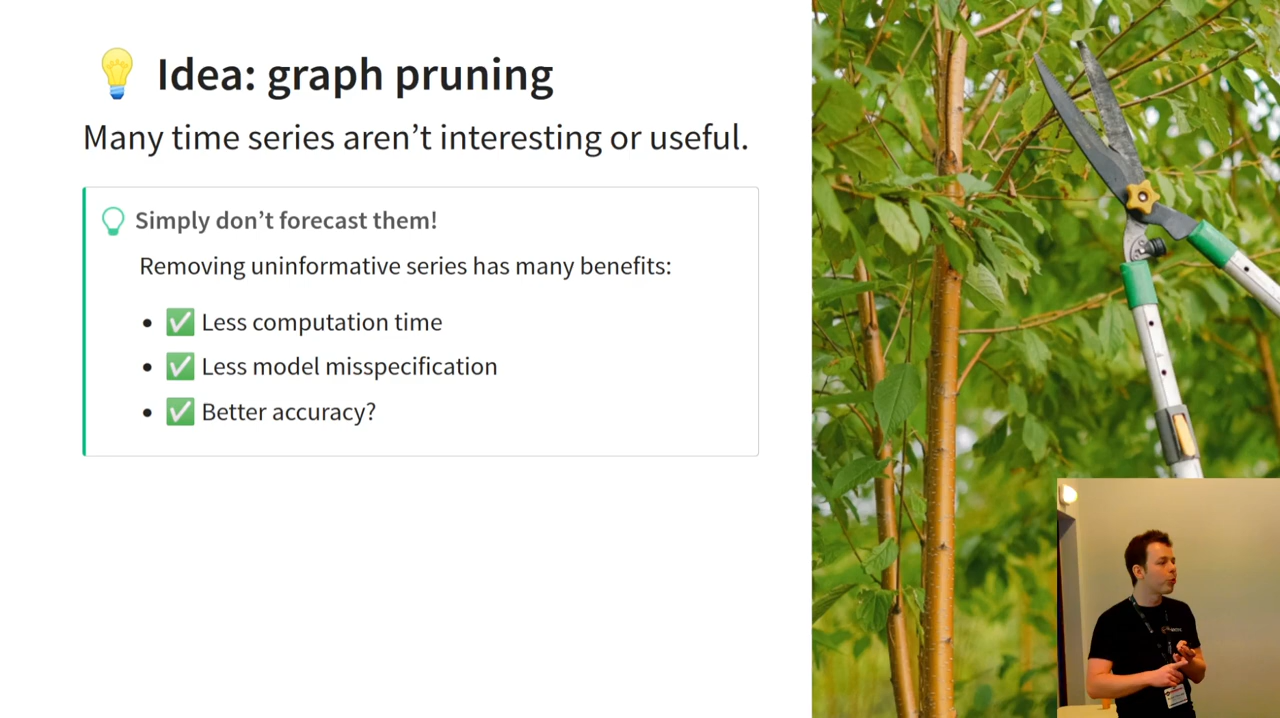 Idea: graph pruning
Many time series aren’t interesting or useful.
Simply don’t forecast them!
Removing uninformative series has many benefits:
• ✅ Less computation time
• ✅ Less model misspecification
• ✅ Better accuracy?